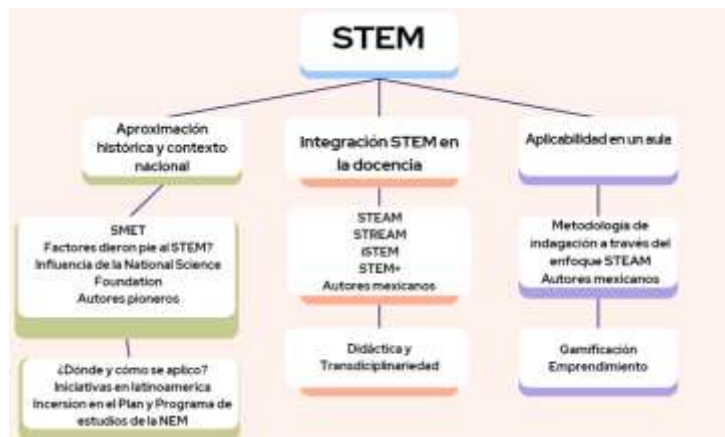 STEM
Aproximación
histórica y contexto
nacional
Integración STEM en
la docencia
Aplicabilidad en un aula
SMET
Factores dieron pie al STEM?
Influencia de la National Science
Foundation
Autores pioneros
STEAM
STREAM
iSTEM
STEM+
Autores mexicanos
Metodología de
indagación a través del
enfoque STEAM
Autores mexicanos
¿Dónde y cómo se aplico?
Iniciativas en latinoamerica
Incersion en el Plan y Programa de
estudios de la NEM
Didáctica y
Transdiciplinariedad
Gamificación
Emprendimiento